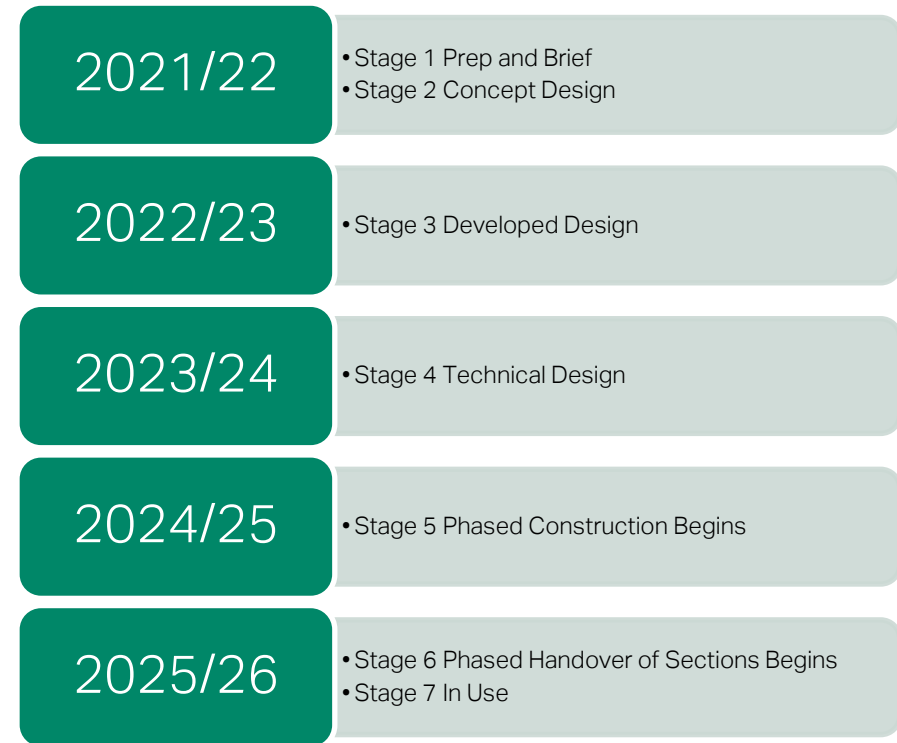 2021/22
• Stage 1 Prep and Brief
• Stage 2 Concept Design
2022/23
• Stage 3 Developed Design
2023/24
• Stage 4 Technical Design
2024/25
• Stage 5 Phased Construction Begins
2025/26
• Stage 6 Phased Handover of Sections Begins
• Stage 7 In Use